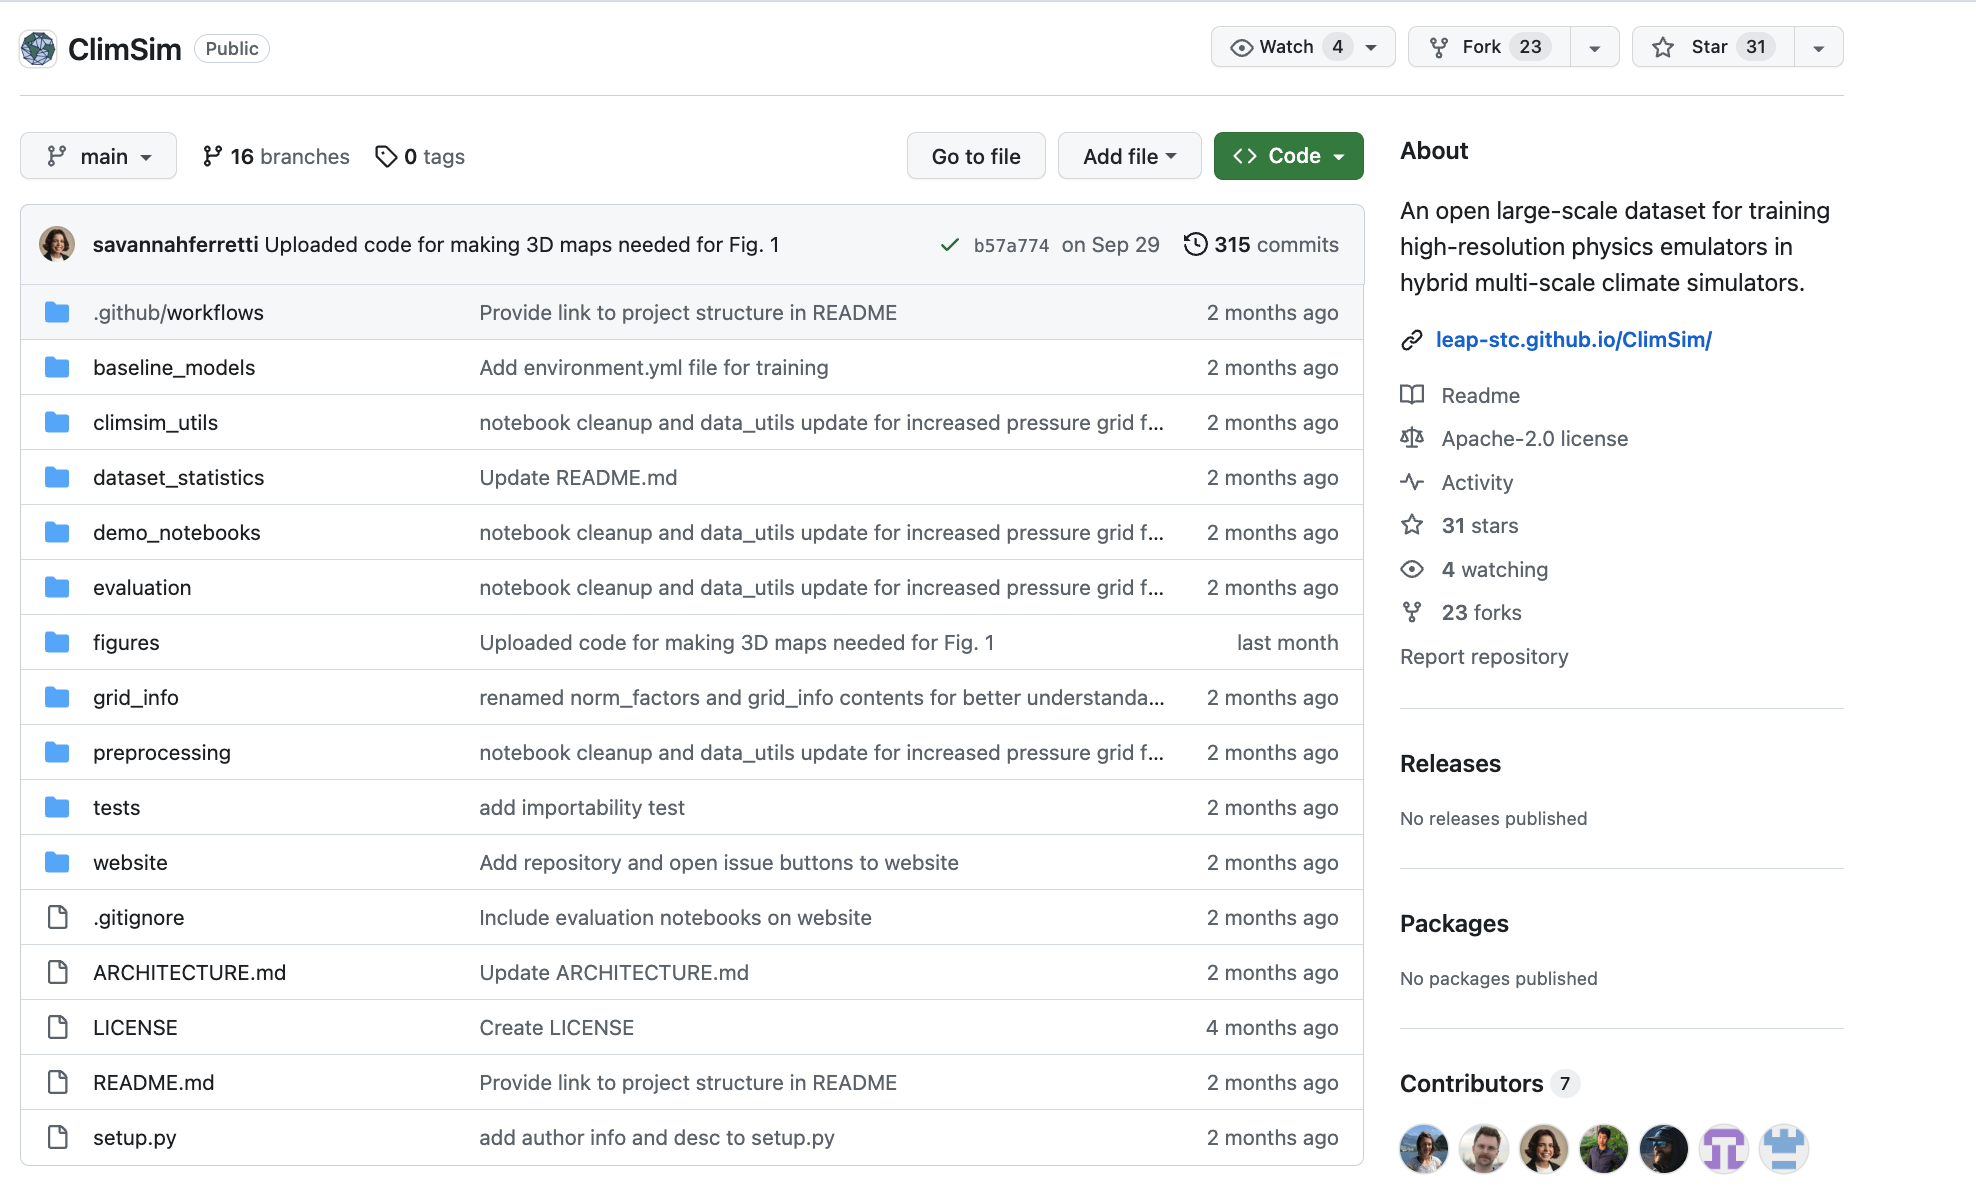 ClimSim Public Watch 4 Fork 23 Star 31
main 16 branches 0 tags Go to file Add file <> Code
savannahferretti Uploaded code for making 3D maps needed for Fig. 1 b57a774 on Sep 29 315 commits
.github/workflows Provide link to project structure in README 2 months ago
baseline_models Add environment.yml file for training 2 months ago
climsim_utils notebook cleanup and data_utils update for increased pressure grid f... 2 months ago
dataset_statistics Update README.md 2 months ago
demo_notebooks notebook cleanup and data_utils update for increased pressure grid f... 2 months ago
evaluation notebook cleanup and data_utils update for increased pressure grid f... 2 months ago
figures Uploaded code for making 3D maps needed for Fig. 1 last month
grid_info renamed norm_factors and grid_info contents for better understanda... 2 months ago
preprocessing notebook cleanup and data_utils update for increased pressure grid f... 2 months ago
tests add importability test 2 months ago
website Add repository and open issue buttons to website 2 months ago
.gitignore Include evaluation notebooks on website 2 months ago
ARCHITECTURE.md Update ARCHITECTURE.md 2 months ago
LICENSE Create LICENSE 4 months ago
README.md Provide link to project structure in README 2 months ago
setup.py add author info and desc to setup.py 2 months ago
About
An open large-scale dataset for training
high-resolution physics emulators in
hybrid multi-scale climate simulators.
leap-stc.github.io/ClimSim/
Readme
Apache-2.0 license
Activity
31 stars
4 watching
23 forks
Report repository
Releases
No releases published
Packages
No packages published
Contributors 7